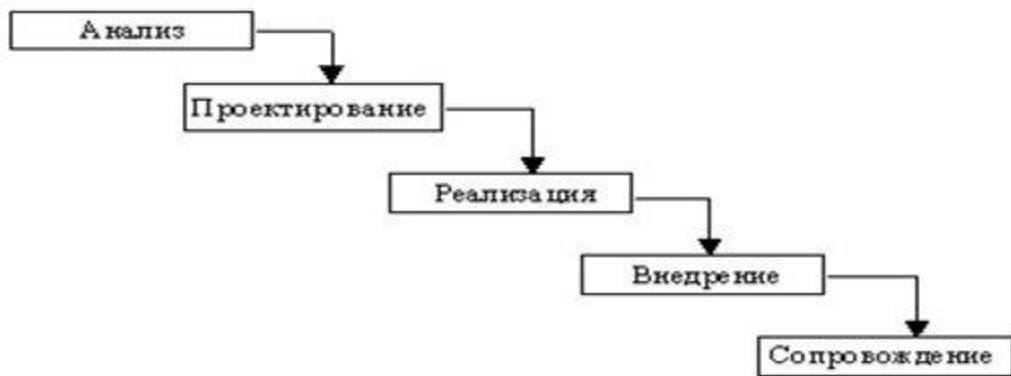 Анализ
Проектирование
Реализация
Внедрение
Сопровождение